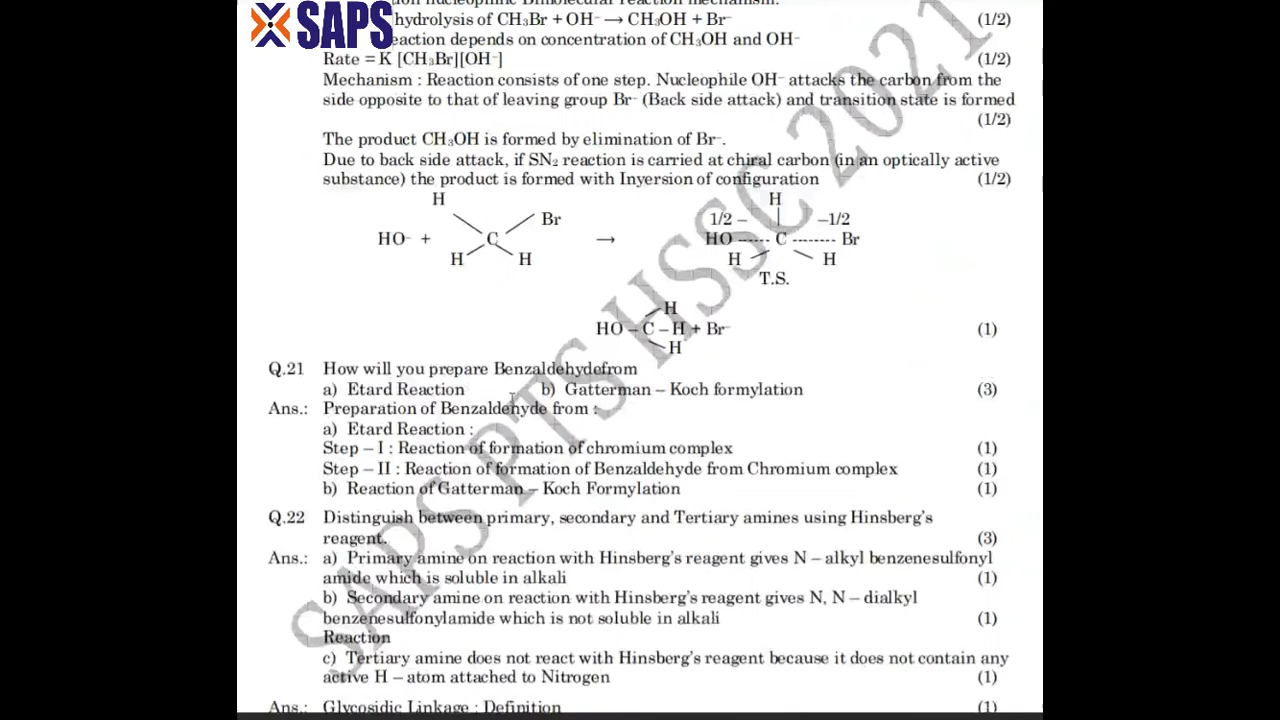 SAPS
hydrolysis of CH₃Br + OH⁻ → CH₃OH + Br⁻ (1/2)
eaction depends on concentration of CH₃OH and OH⁻
Rate = K [CH₃Br][OH⁻] (1/2)
Mechanism : Reaction consists of one step. Nucleophile OH⁻ attacks the carbon from the
side opposite to that of leaving group Br⁻ (Back side attack) and transition state is formed
(1/2)
The product CH₃OH is formed by elimination of Br⁻.
Due to back side attack, if SN₂ reaction is carried at chiral carbon (in an optically active
substance) the product is formed with Inyersion of configuration (1/2)
H H
Br 1/2 – –1/2
HO⁻ + C → HO ----- C -------- Br
H H H H
T.S.
H
HO – C – H + Br⁻ (1)
H
Q.21 How will you prepare Benzaldehydefrom
a) Etard Reaction b) Gatterman – Koch formylation (3)
Ans.: Preparation of Benzaldehyde from :
a) Etard Reaction :
Step – I : Reaction of formation of chromium complex (1)
Step – II : Reaction of formation of Benzaldehyde from Chromium complex (1)
b) Reaction of Gatterman – Koch Formylation (1)
Q.22 Distinguish between primary, secondary and Tertiary amines using Hinsberg's
reagent. (3)
Ans.: a) Primary amine on reaction with Hinsberg's reagent gives N – alkyl benzenesulfonyl
amide which is soluble in alkali (1)
b) Secondary amine on reaction with Hinsberg's reagent gives N, N – dialkyl
benzenesulfonylamide which is not soluble in alkali (1)
Reaction
c) Tertiary amine does not react with Hinsberg's reagent because it does not contain any
active H – atom attached to Nitrogen (1)
Ans.: Glycosidic Linkage : Definition (1)
SAPS PTS HSSC 2021